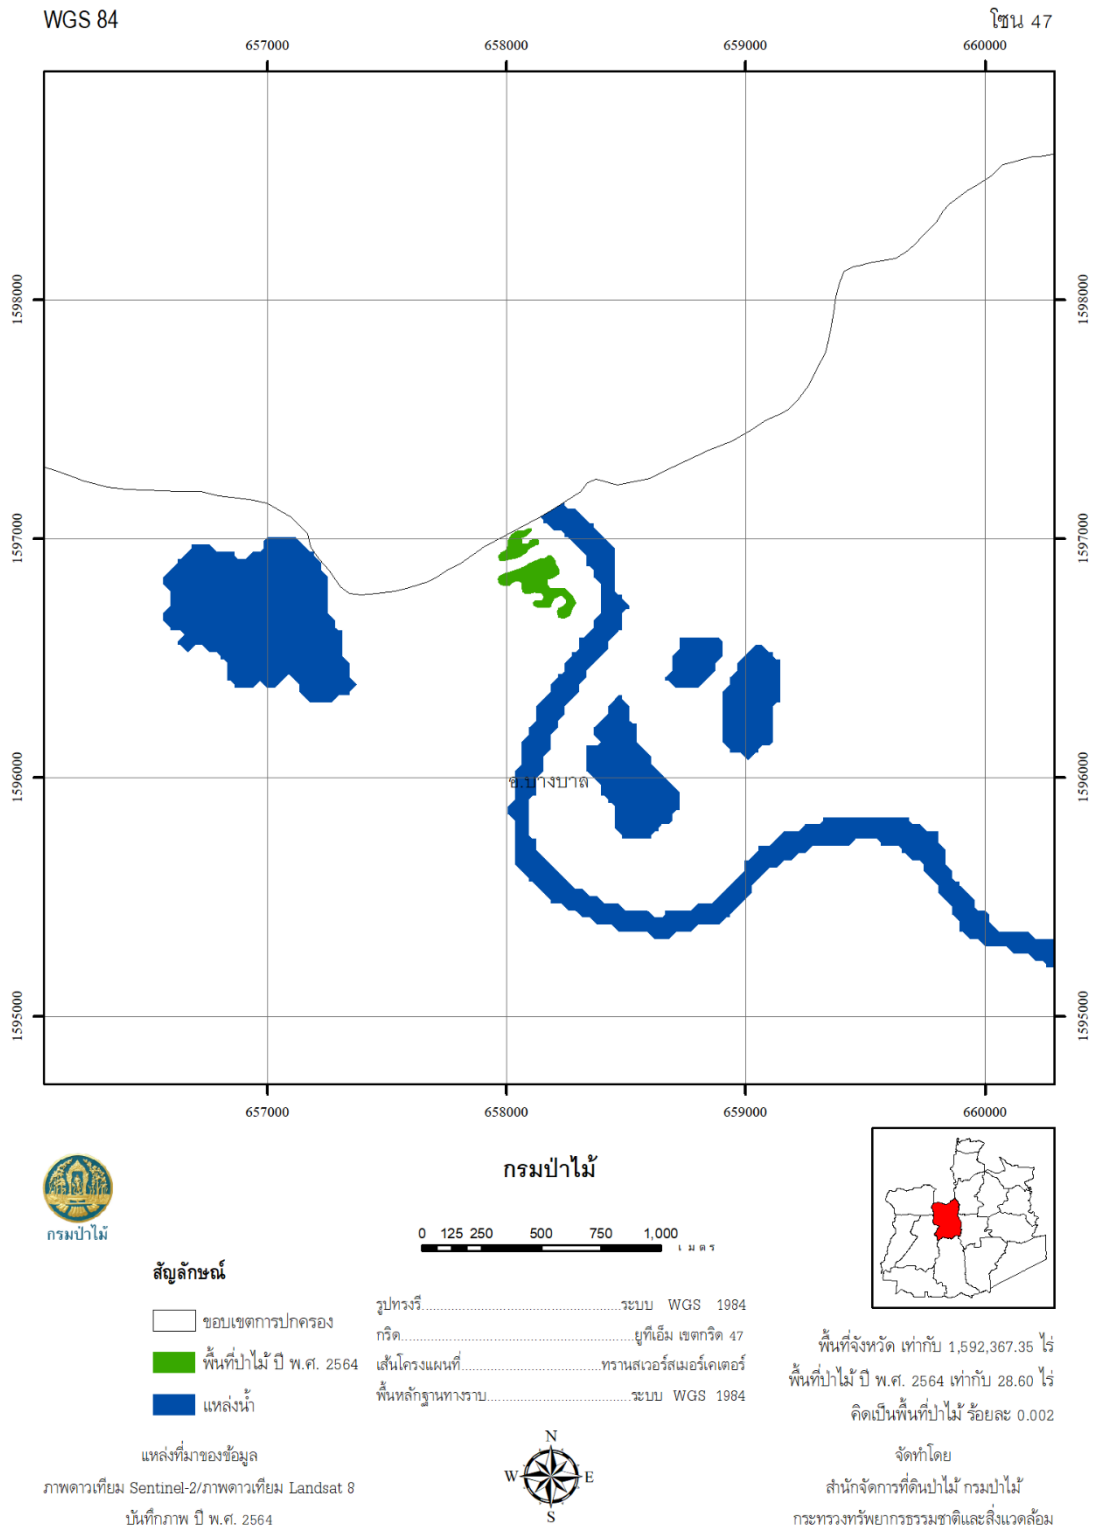 WGS 84
โซน 47
657000 658000 659000 660000
1598000 1598000
1597000 1597000
1596000 1596000
อ.บางบาล
1595000 1595000
657000 658000 659000 660000
กรมป่าไม้
กรมป่าไม้
0 125 250 500 750 1,000
เมตร
สัญลักษณ์
ขอบเขตการปกครอง
พื้นที่ป่าไม้ ปี พ.ศ. 2564
แหล่งน้ำ
รูปทรงรี...ระบบ WGS 1984
กริด...ยูทีเอ็ม เขตกริด 47
เส้นโครงแผนที่...ทรานสเวอร์สเมอร์เคเตอร์
พื้นหลักฐานทางราบ...ระบบ WGS 1984
พื้นที่จังหวัด เท่ากับ 1,592,367.35 ไร่
พื้นที่ป่าไม้ ปี พ.ศ. 2564 เท่ากับ 28.60 ไร่
คิดเป็นพื้นที่ป่าไม้ ร้อยละ 0.002
แหล่งที่มาของข้อมูล
ภาพดาวเทียม Sentinel-2/ภาพดาวเทียม Landsat 8
บันทึกภาพ ปี พ.ศ. 2564
N
W E
S
จัดทำโดย
สำนักจัดการที่ดินป่าไม้ กรมป่าไม้
กระทรวงทรัพยากรธรรมชาติและสิ่งแวดล้อม